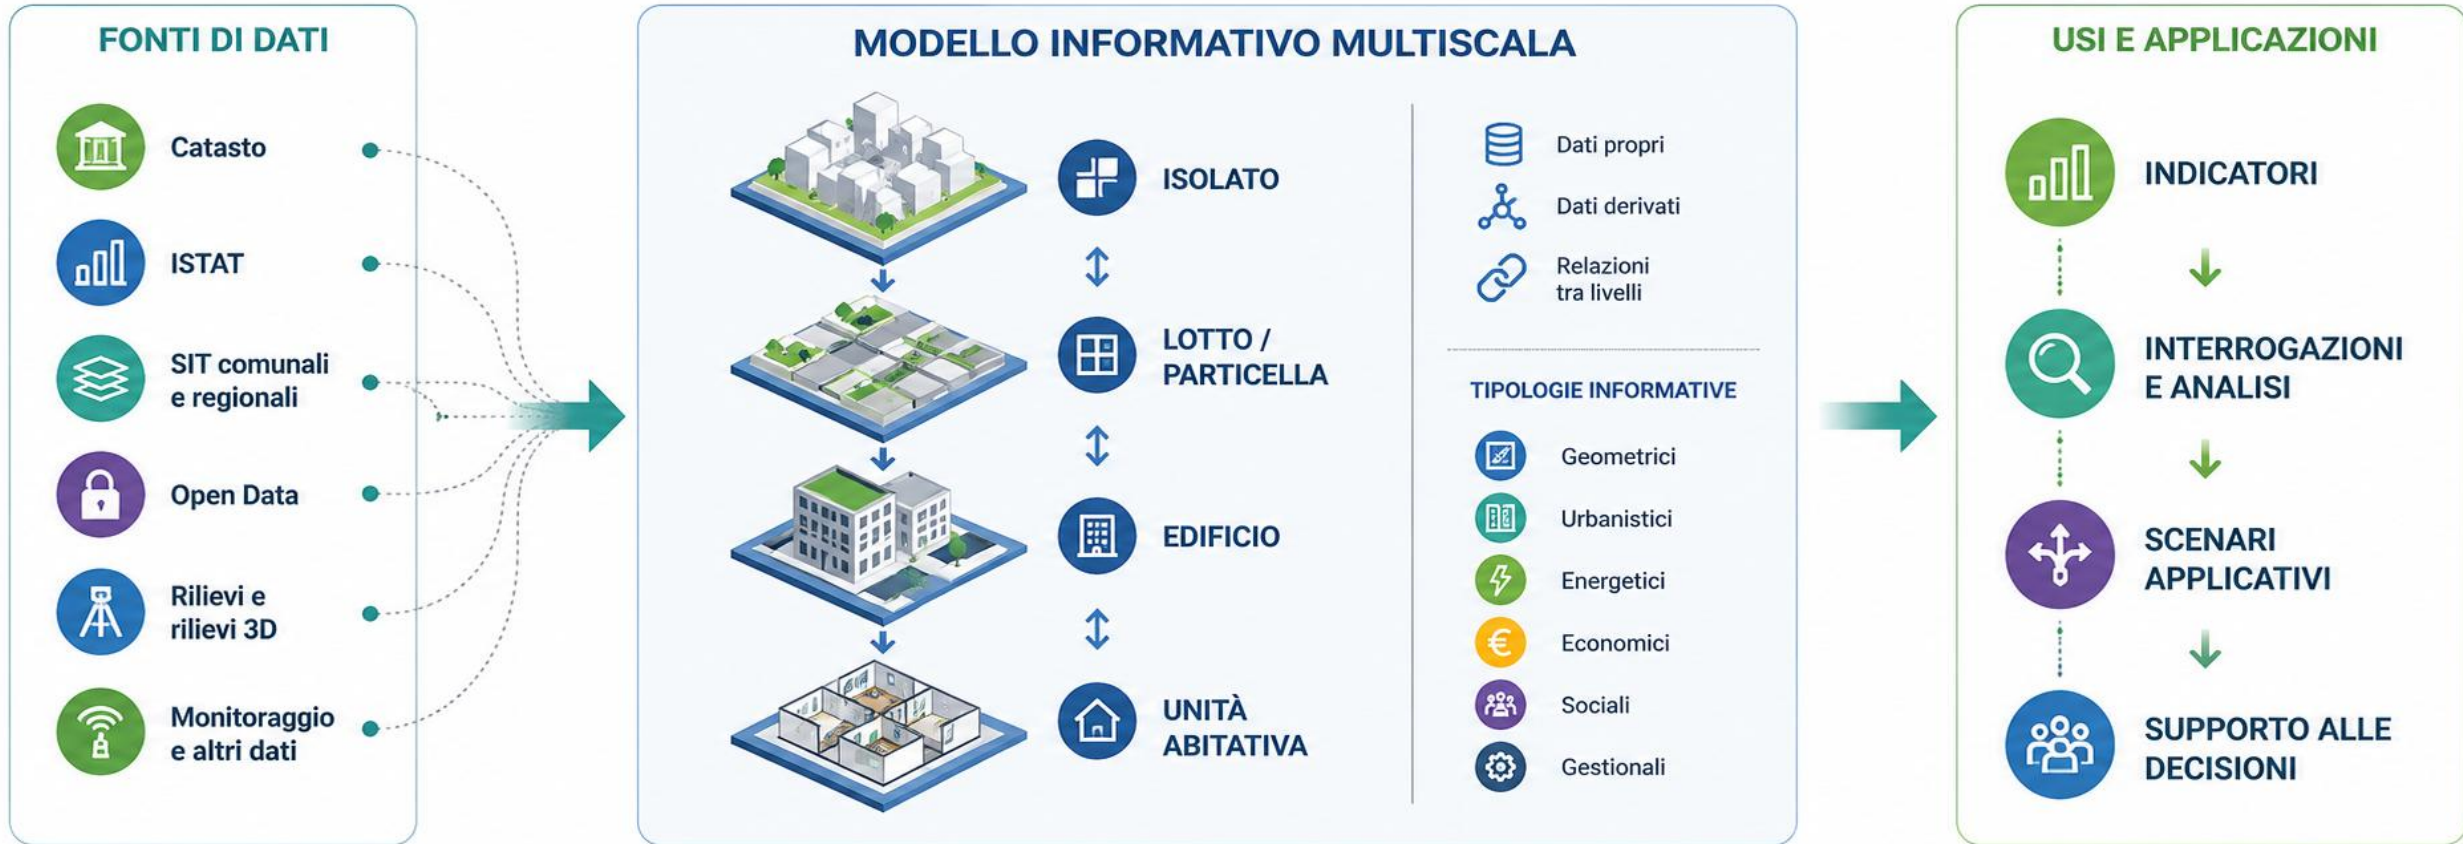 FONTI DI DATI
Catasto
ISTAT
SIT comunali
e regionali
Open Data
Rilievi e
rilievi 3D
Monitoraggio
e altri dati
MODELLO INFORMATIVO MULTISCALA
ISOLATO
LOTTO /
PARTICELLA
EDIFICIO
UNITÀ
ABITATIVA
Dati propri
Dati derivati
Relazioni
tra livelli
TIPOLOGIE INFORMATIVE
Geometrici
Urbanistici
Energetici
€
Economici
Sociali
Gestionali
USI E APPLICAZIONI
INDICATORI
INTERROGAZIONI
E ANALISI
SCENARI
APPLICATIVI
SUPPORTO ALLE
DECISIONI